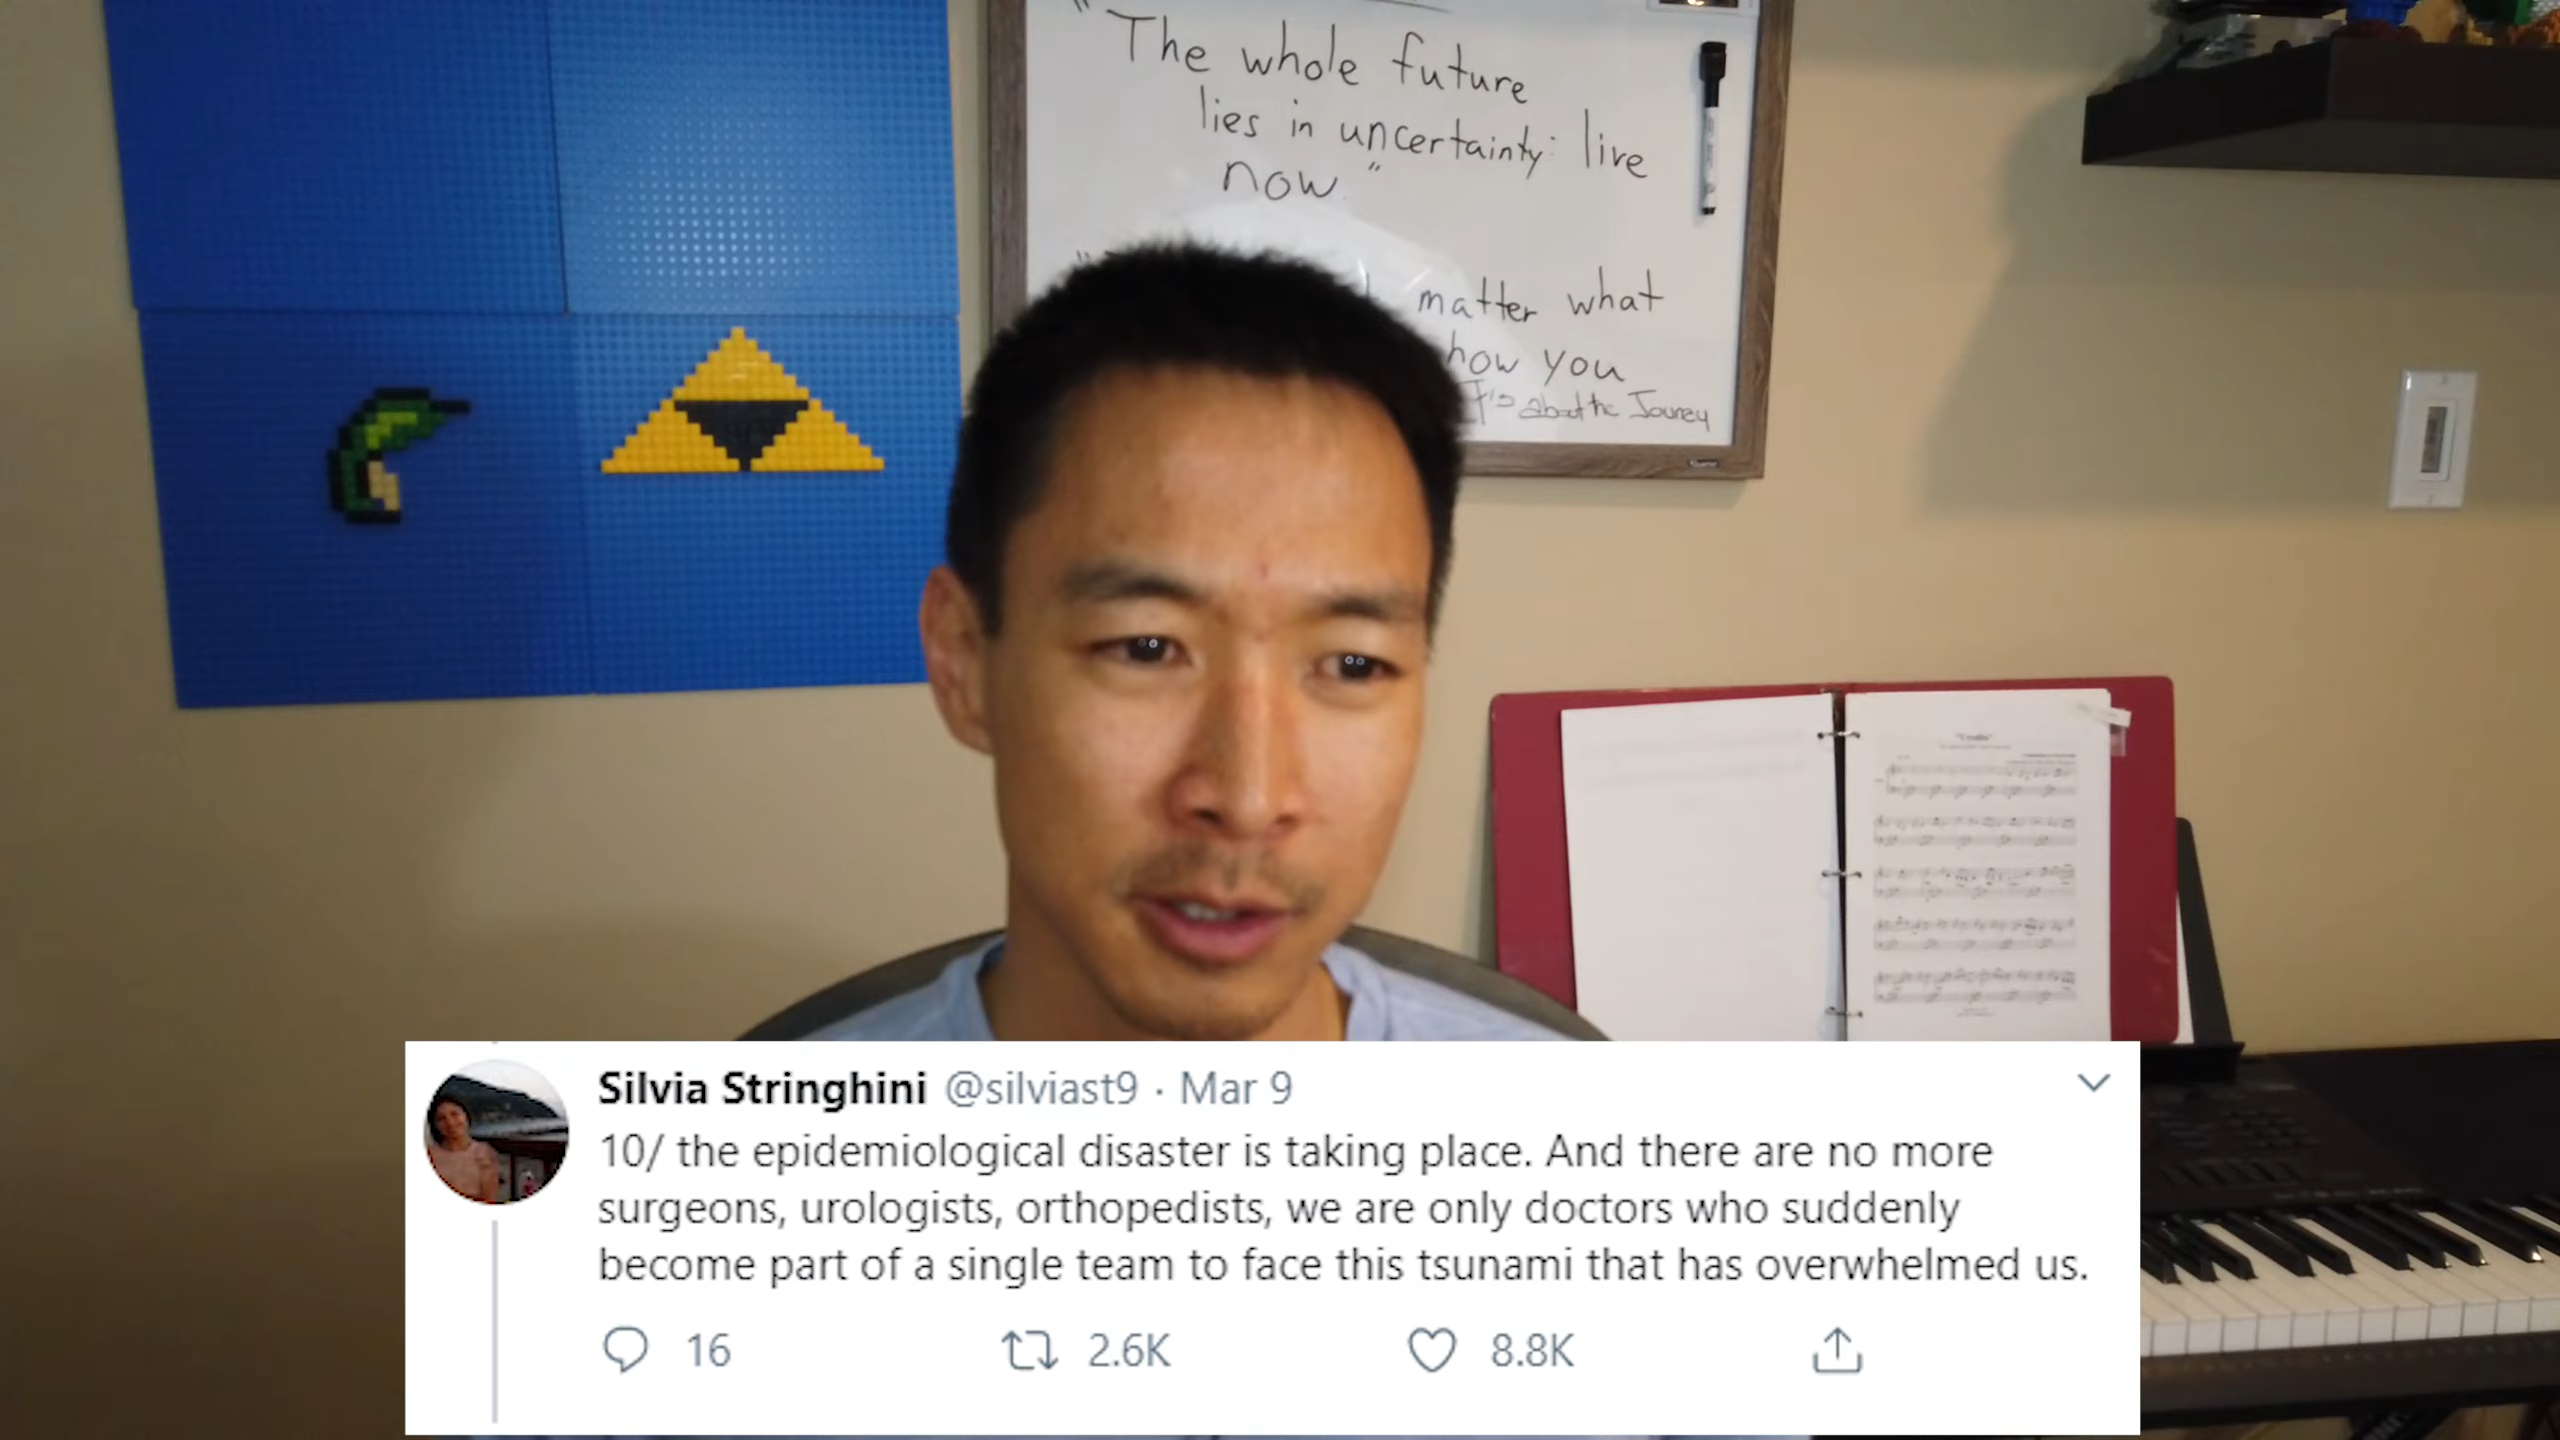 "The whole future
lies in uncertainty: live
now."
matter what
how you
It's about the Journey
Silvia Stringhini @silviast9 · Mar 9
10/ the epidemiological disaster is taking place. And there are no more
surgeons, urologists, orthopedists, we are only doctors who suddenly
become part of a single team to face this tsunami that has overwhelmed us.
16 2.6K 8.8K